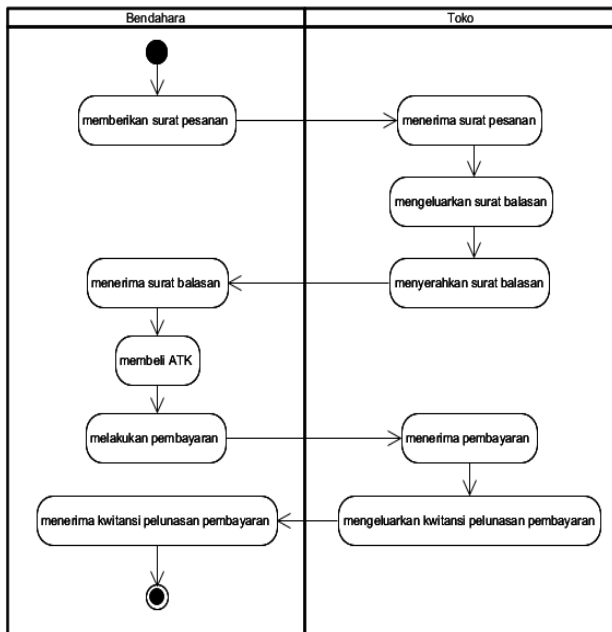 Bendahara
Toko
memberikan surat pesanan
menerima surat pesanan
mengeluarkan surat balasan
menerima surat balasan
menyerahkan surat balasan
membeli ATK
melakukan pembayaran
menerima pembayaran
menerima kwitansi pelunasan pembayaran
mengeluarkan kwitansi pelunasan pembayaran